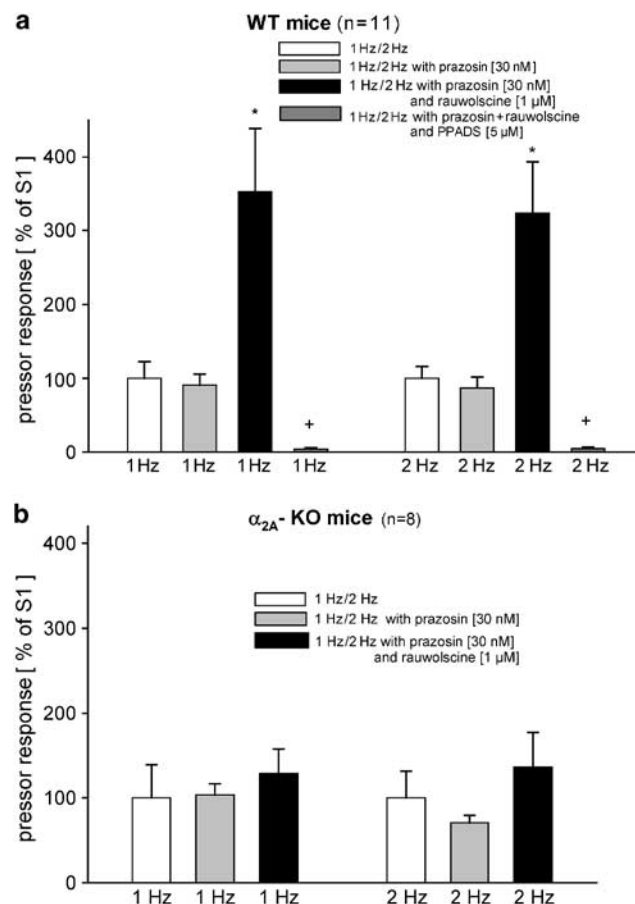 a
WT mice (n=11)
1 Hz/2 Hz
1 Hz/2 Hz with prazosin [30 nM]
1 Hz/2 Hz with prazosin [30 nM]
and rauwolscine [1 µM]
1 Hz/2 Hz with prazosin+rauwolscine
and PPADS [5 µM]
pressor response [ % of S1 ]
400
300
200
100
0
*
+
*
+
1 Hz 1 Hz 1 Hz 1 Hz 2 Hz 2 Hz 2 Hz 2 Hz
b
α2A- KO mice (n=8)
1 Hz/2 Hz
1 Hz/2 Hz with prazosin [30 nM]
1 Hz/2 Hz with prazosin [30 nM]
and rauwolscine [1 µM]
pressor response [ % of S1 ]
400
300
200
100
0
1 Hz 1 Hz 1 Hz 2 Hz 2 Hz 2 Hz